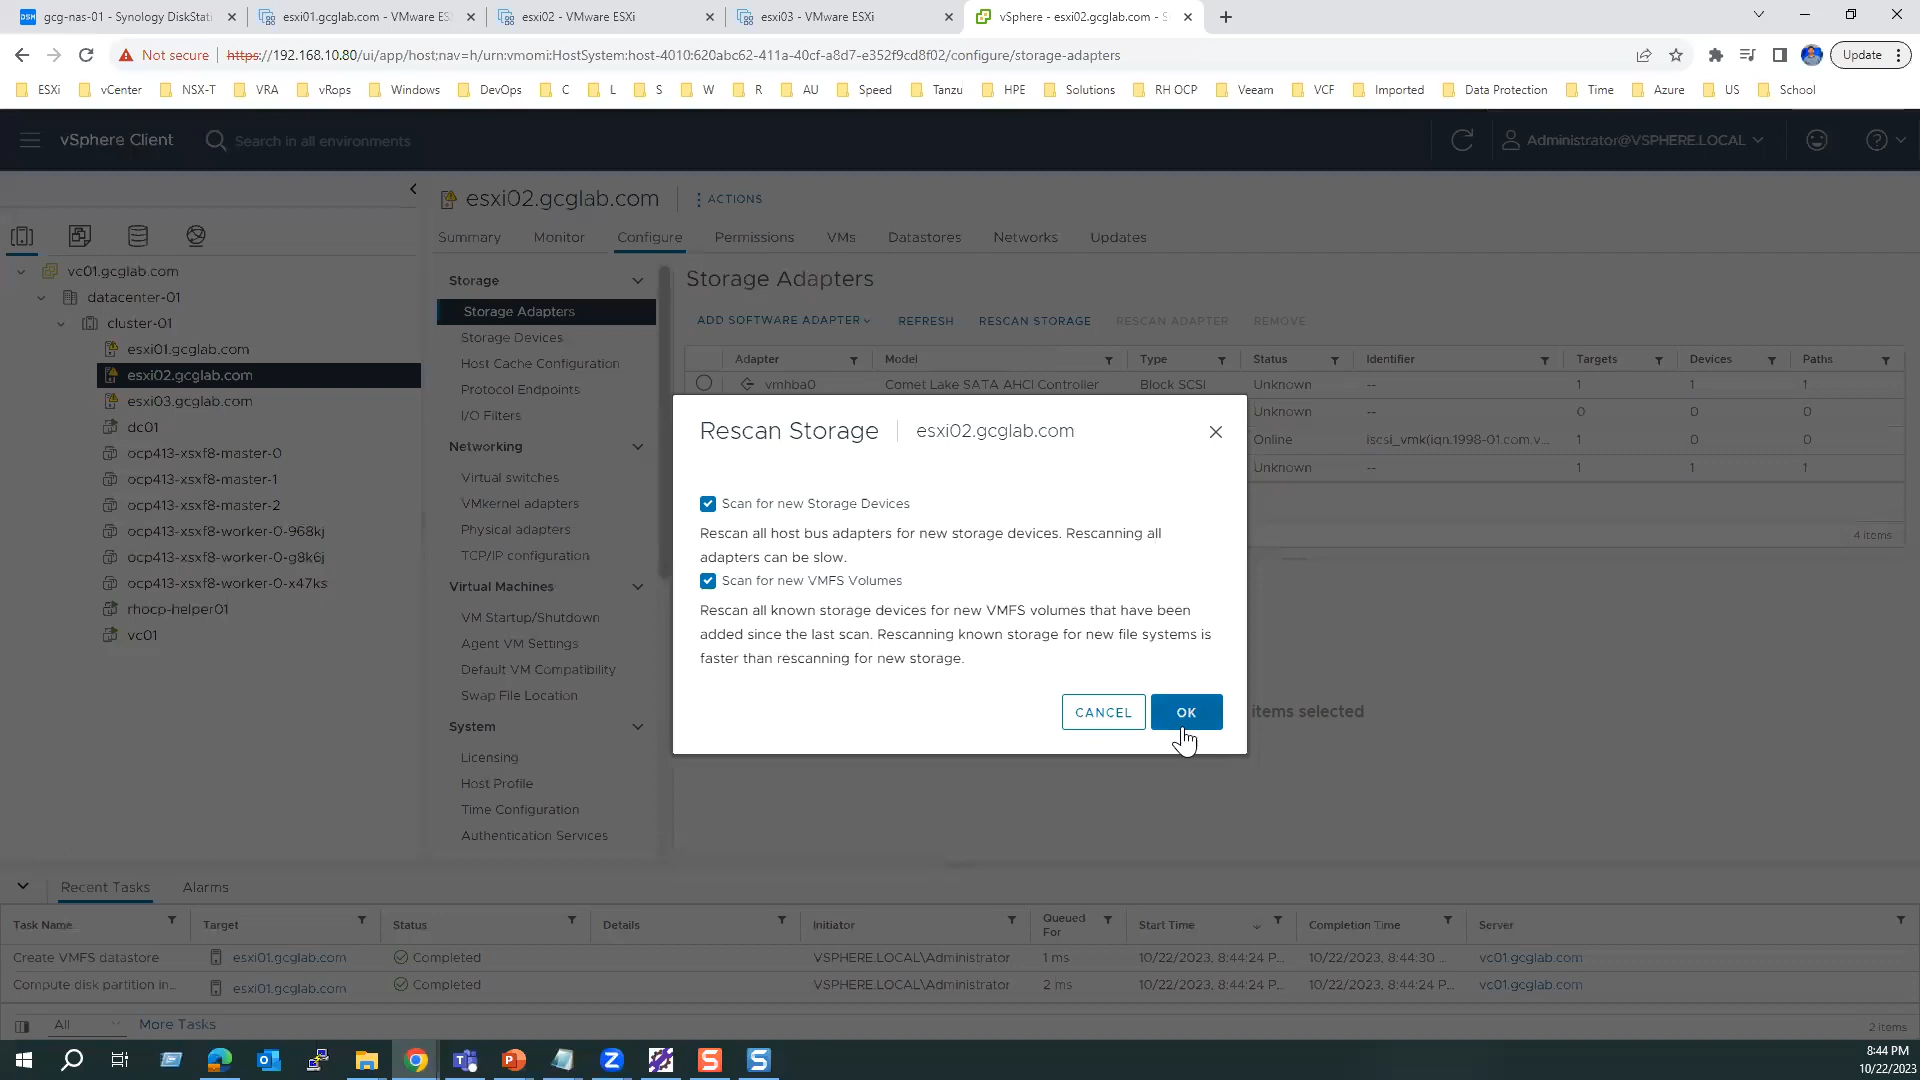 gcg-nas-01 - Synology DiskStati
esxi01.gcglab.com - VMware ES
esxi02 - VMware ESXi
esxi03 - VMware ESXi
vSphere - esxi02.gcglab.com - S
Not secure
https://192.168.10.80/ui/app/host;nav=h/urn:vmomi:HostSystem:host-4010:620abc62-411a-40cf-a8d7-e352f9cd8f02/configure/storage-adapters
Update
ESXi
vCenter
NSX-T
VRA
vRops
Windows
DevOps
C
L
S
W
R
AU
Speed
Tanzu
HPE
Solutions
RH OCP
Veeam
VCF
Imported
Data Protection
Time
Azure
US
School
vSphere Client
Search in all environments
Administrator@VSPHERE.LOCAL
vc01.gcglab.com
datacenter-01
cluster-01
esxi01.gcglab.com
esxi02.gcglab.com
esxi03.gcglab.com
dc01
ocp413-xsxf8-master-0
ocp413-xsxf8-master-1
ocp413-xsxf8-master-2
ocp413-xsxf8-worker-0-968kj
ocp413-xsxf8-worker-0-g8k6j
ocp413-xsxf8-worker-0-x47ks
rhocp-helper01
vc01
esxi02.gcglab.com
ACTIONS
Summary
Monitor
Configure
Permissions
VMs
Datastores
Networks
Updates
Storage
Storage Adapters
Storage Devices
Host Cache Configuration
Protocol Endpoints
I/O Filters
Networking
Virtual switches
VMkernel adapters
Physical adapters
TCP/IP configuration
Virtual Machines
VM Startup/Shutdown
Agent VM Settings
Default VM Compatibility
Swap File Location
System
Licensing
Host Profile
Time Configuration
Authentication Services
Storage Adapters
ADD SOFTWARE ADAPTER
REFRESH
RESCAN STORAGE
RESCAN ADAPTER
REMOVE
Adapter Model Type Status Identifier Targets Devices Paths
vmhba0 Comet Lake SATA AHCI Controller Block SCSI Unknown -- 1 1 1
Unknown -- 0 0 0
Online iscsi_vmk(iqn.1998-01.com.v... 1 0 0
Unknown -- 1 1 1
4 items
items selected
Rescan Storage
esxi02.gcglab.com
Scan for new Storage Devices
Rescan all host bus adapters for new storage devices. Rescanning all
adapters can be slow.
Scan for new VMFS Volumes
Rescan all known storage devices for new VMFS volumes that have been
added since the last scan. Rescanning known storage for new file systems is
faster than rescanning for new storage.
CANCEL
OK
Recent Tasks
Alarms
Task Name Target Status Details Initiator Queued For Start Time Completion Time Server
Create VMFS datastore esxi01.gcglab.com Completed VSPHERE.LOCAL\Administrator 1 ms 10/22/2023, 8:44:24 P... 10/22/2023, 8:44:30 ... vc01.gcglab.com
Compute disk partition in... esxi01.gcglab.com Completed VSPHERE.LOCAL\Administrator 2 ms 10/22/2023, 8:44:24 P... 10/22/2023, 8:44:24 P... vc01.gcglab.com
All
More Tasks
2 items
8:44 PM
10/22/2023